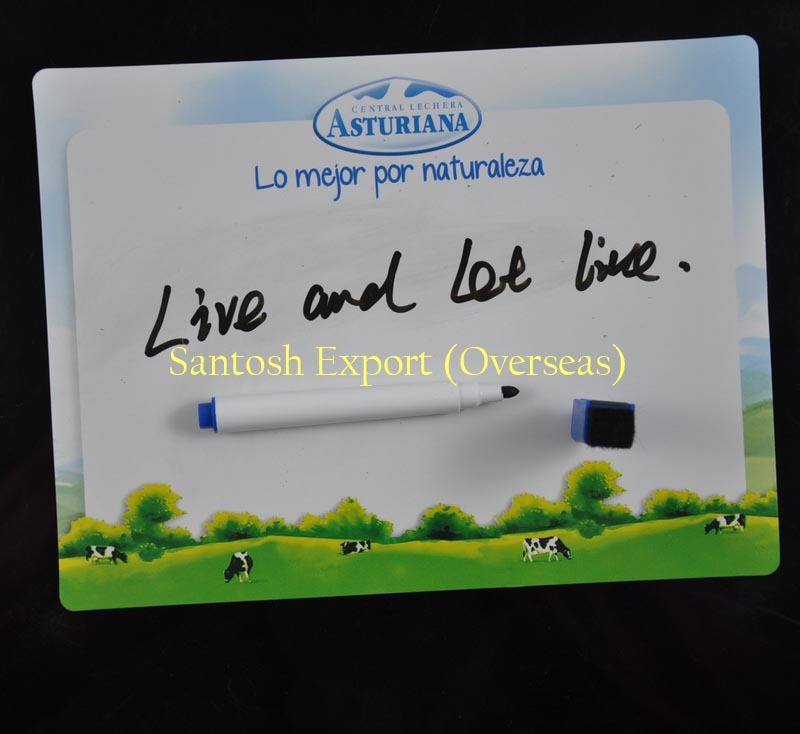 CENTRAL LECHERA
ASTURIANA
Lo mejor por naturaleza
Live and Let live.
Santosh Export (Overseas)